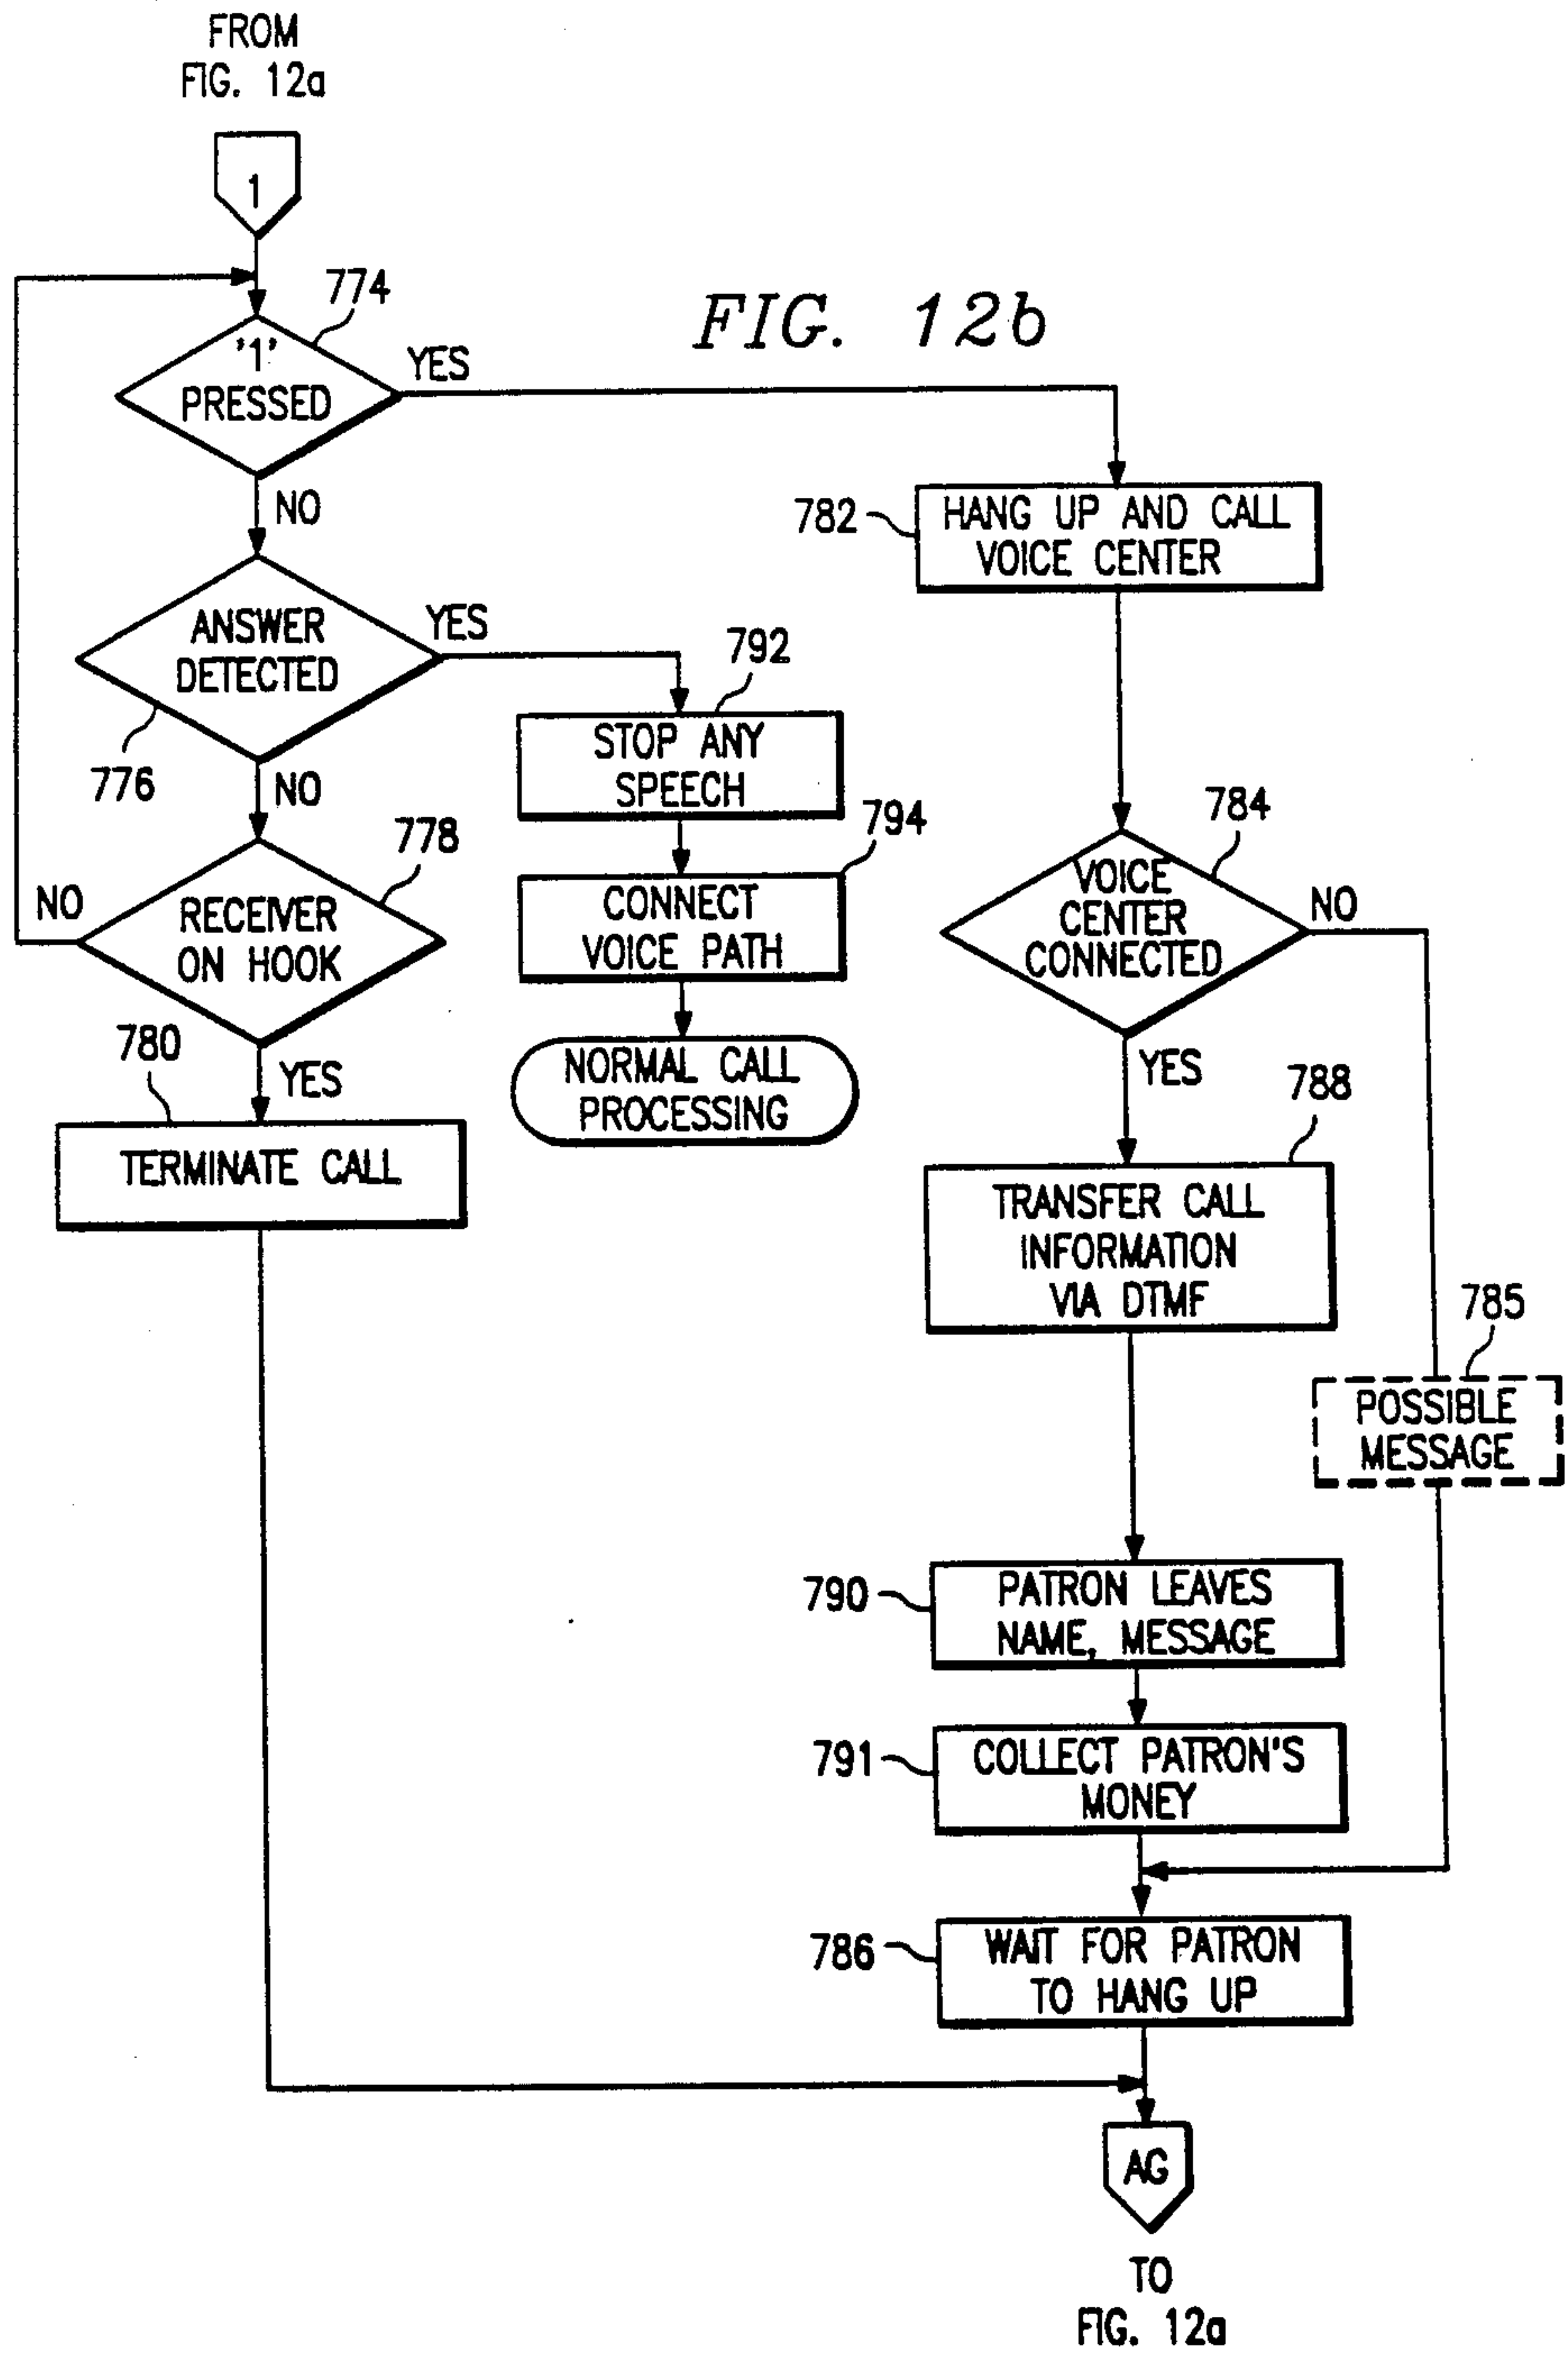 FROM
FIG. 12a
1
774
FIG. 12b
'1'
PRESSED
YES
NO
782
HANG UP AND CALL
VOICE CENTER
ANSWER
DETECTED
YES
776
NO
792
STOP ANY
SPEECH
794
CONNECT
VOICE PATH
NORMAL CALL
PROCESSING
778
RECEIVER
ON HOOK
NO
YES
780
TERMINATE CALL
784
VOICE
CENTER
CONNECTED
NO
YES
788
TRANSFER CALL
INFORMATION
VIA DTMF
785
POSSIBLE
MESSAGE
790
PATRON LEAVES
NAME, MESSAGE
791
COLLECT PATRON'S
MONEY
786
WAIT FOR PATRON
TO HANG UP
AG
TO
FIG. 12a